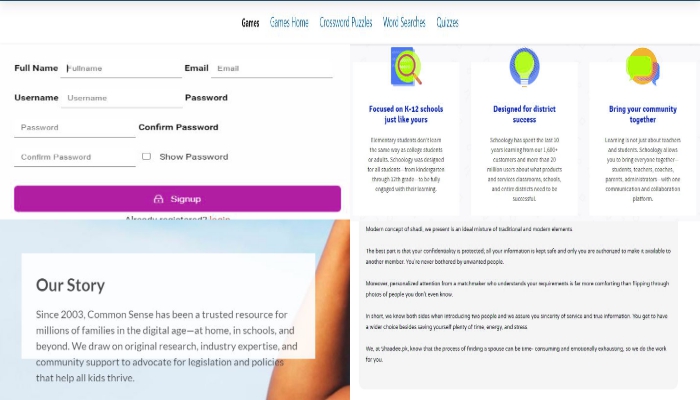 Games Games Home Crossword Puzzles Word Searches Quizzes
Full Name Fullname Email Email
Username Username Password
Password Confirm Password
Confirm Password Show Password
Signup
Already registered? login
Focused on K-12 schools
just like yours
Elementary students don't learn
the same way as college students
or adults. Schoology was designed
for all students - from kindergarten
through 12th grade - to be fully
engaged with their learning.
Designed for district
success
Schoology has spent the last 10
years learning from our 1,600+
customers and more than 20
million users about what products
and services classrooms, schools,
and entire districts need to be
successful.
Bring your community
together
Learning is not just about teachers
and students. Schoology allows
you to bring everyone together -
students, teachers, coaches,
parents, administrators - with one
communication and collaboration
platform.
Our Story
Since 2003, Common Sense has been a trusted resource for
millions of families in the digital age—at home, in schools, and
beyond. We draw on original research, industry expertise, and
community support to advocate for legislation and policies
that help all kids thrive.
Modern concept of shadi, we present is an ideal mixture of traditional and modern elements.
The best part is that your confidentiality is protected, all your information is kept safe and only you are authorized to make it available to
another member. You're never bothered by unwanted people.
Moreover, personalized attention from a matchmaker who understands your requirements is far more comforting than flipping through
photos of people you don't even know.
In short, we know both sides when introducing two people and we assure you sincerity of service and true information. You get to have
a wider choice besides saving yourself plenty of time, energy, and stress.
We, at Shaadee.pk, know that the process of finding a spouse can be time- consuming and emotionally exhausting, so we do the work
for you.